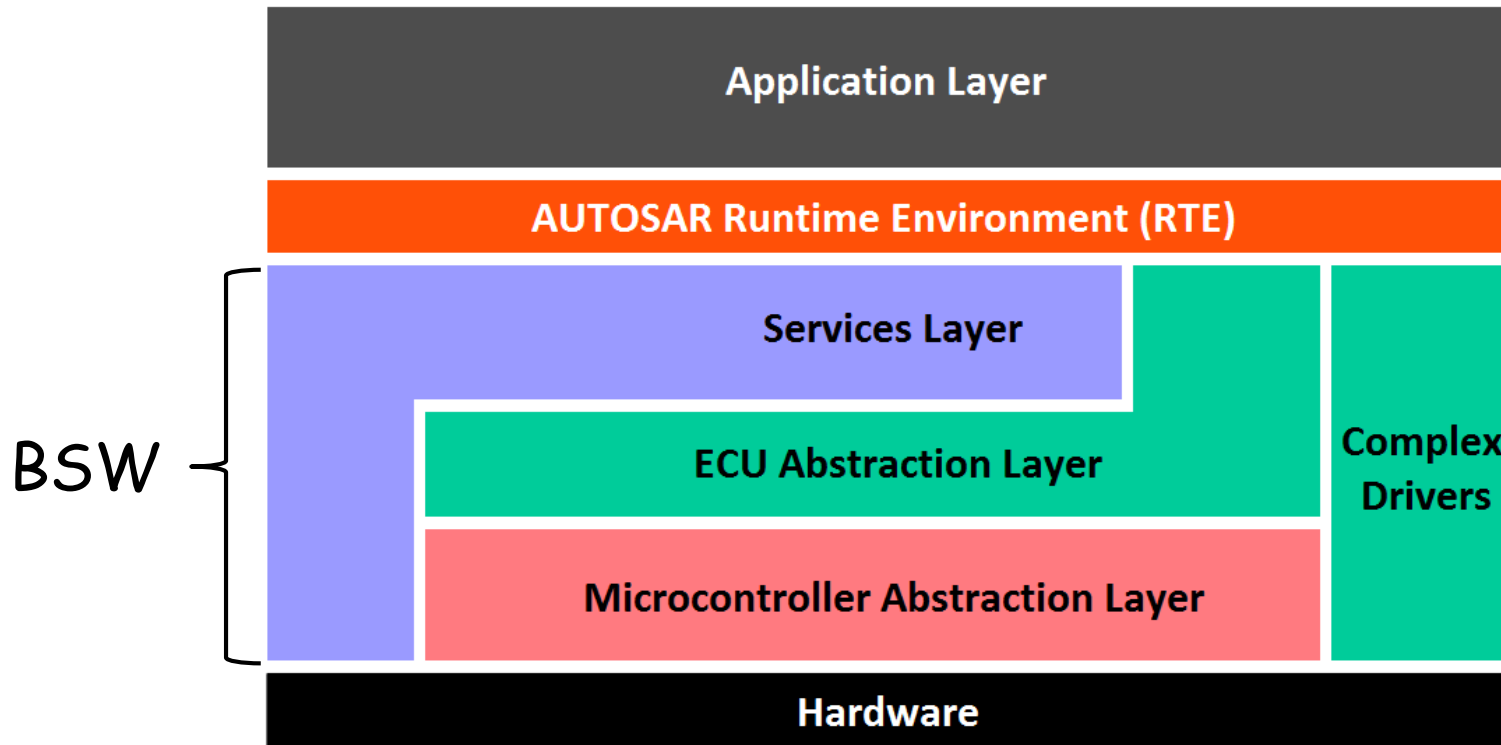 Application Layer
AUTOSAR Runtime Environment (RTE)
Services Layer
BSW
ECU Abstraction Layer
Complex
Drivers
Microcontroller Abstraction Layer
Hardware